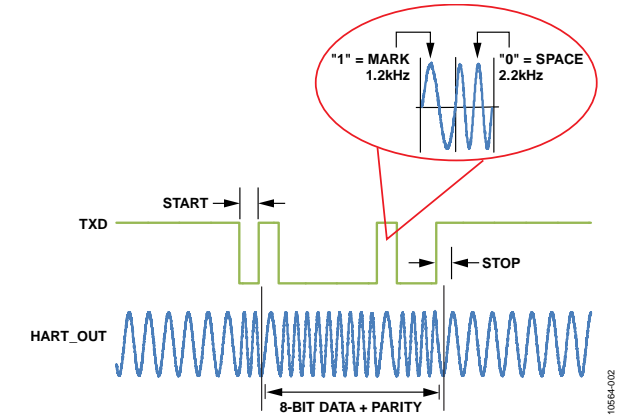 "1" = MARK
1.2kHz
"0" = SPACE
2.2kHz
START
TXD
STOP
HART_OUT
8-BIT DATA + PARITY
10564-002